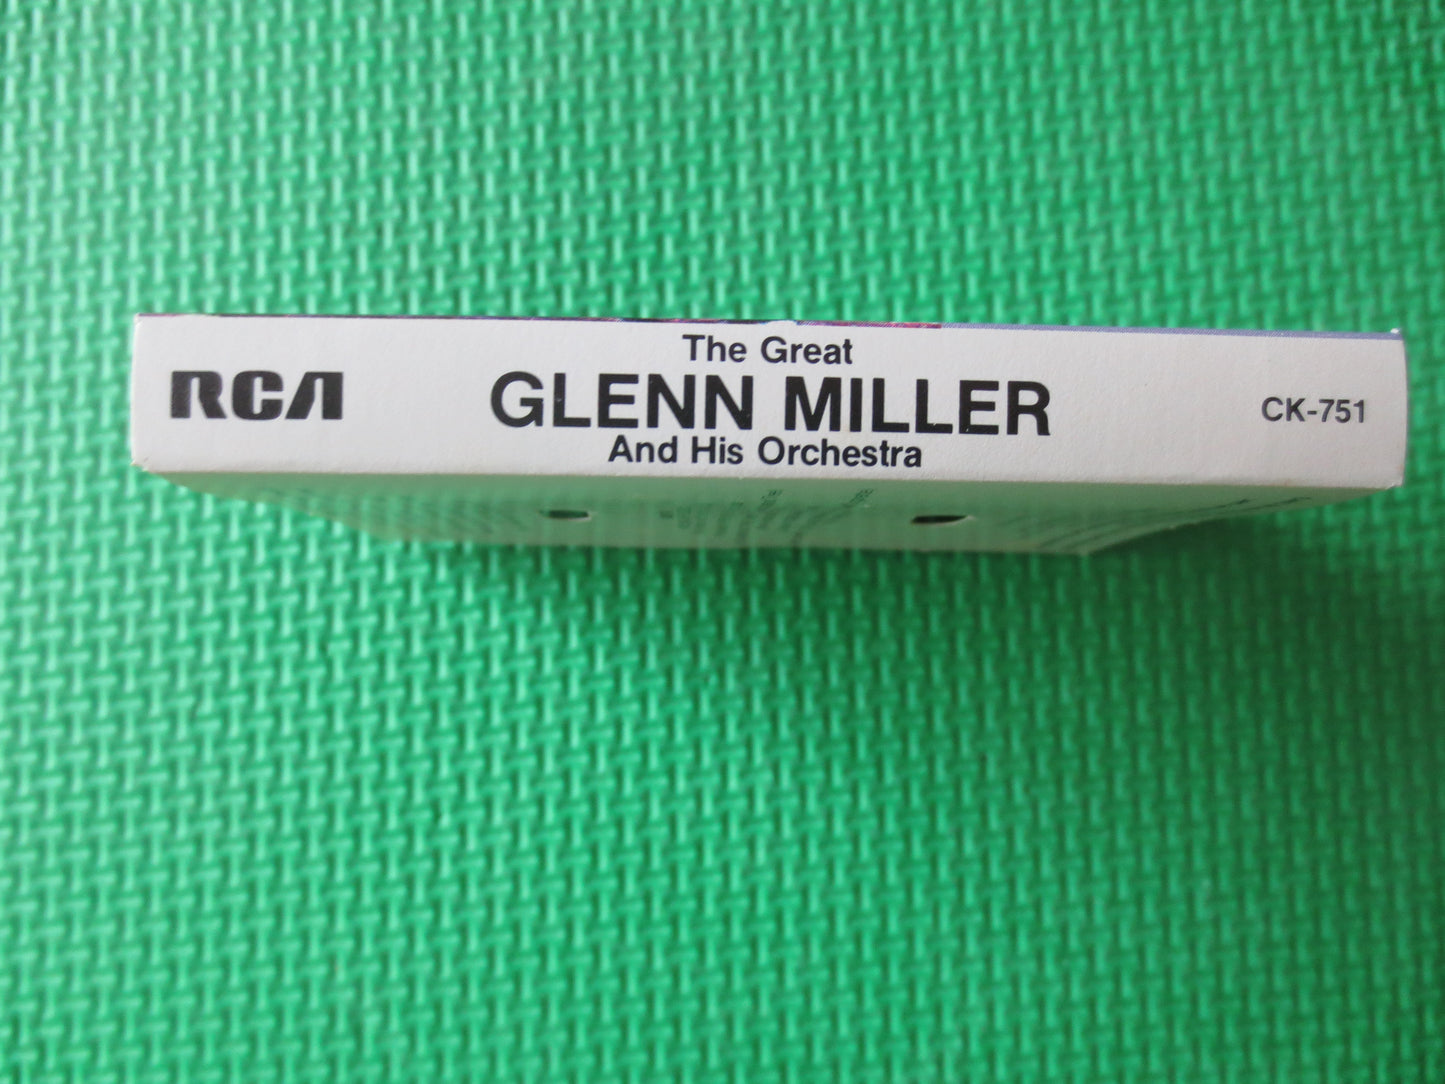 RCA
The Great
GLENN MILLER
And His Orchestra
CK-751